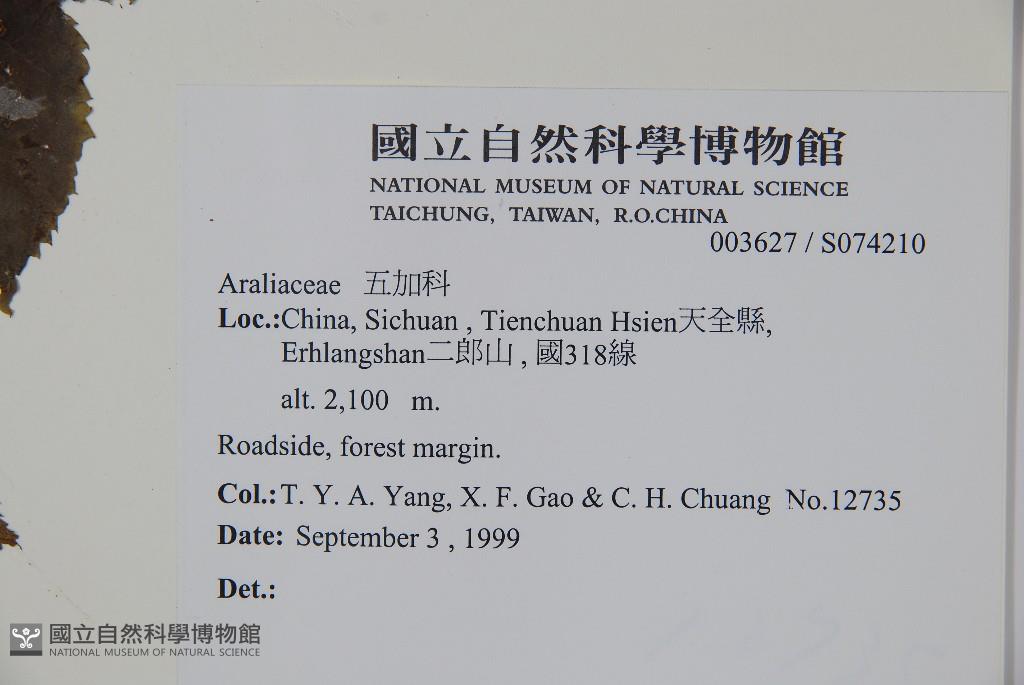 國立自然科學博物館
NATIONAL MUSEUM OF NATURAL SCIENCE
TAICHUNG, TAIWAN, R.O.CHINA
003627 / S074210
Araliaceae 五加科
Loc.:China, Sichuan , Tienchuan Hsien天全縣,
Erhlangshan二郎山 , 國318線
alt. 2,100 m.
Roadside, forest margin.
Col.: T. Y. A. Yang, X. F. Gao & C. H. Chuang No.12735
Date: September 3 , 1999
Det.:
國立自然科學博物館
NATIONAL MUSEUM OF NATURAL SCIENCE